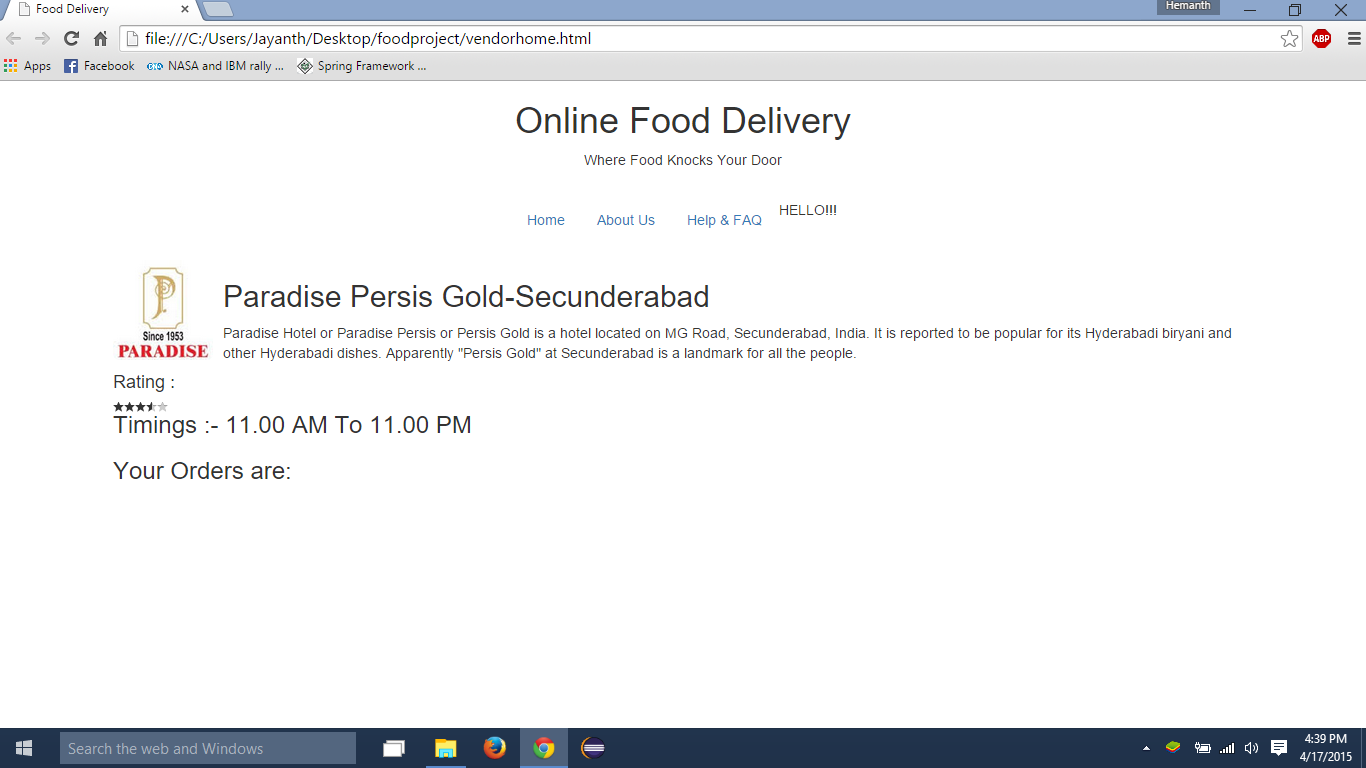 Food Delivery
Hemanth
file:///C:/Users/Jayanth/Desktop/foodproject/vendorhome.html
ABP
Apps Facebook NASA and IBM rally ... Spring Framework ...
Online Food Delivery
Where Food Knocks Your Door
Home About Us Help & FAQ HELLO!!!
P
Since 1953
PARADISE
Paradise Persis Gold-Secunderabad
Paradise Hotel or Paradise Persis or Persis Gold is a hotel located on MG Road, Secunderabad, India. It is reported to be popular for its Hyderabadi biryani and
other Hyderabadi dishes. Apparently "Persis Gold" at Secunderabad is a landmark for all the people.
Rating :
Timings :- 11.00 AM To 11.00 PM
Your Orders are:
Search the web and Windows
4:39 PM
4/17/2015